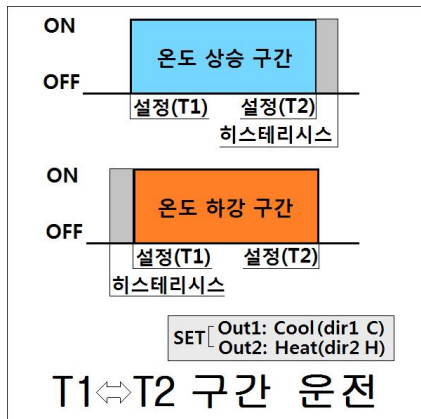 ON
온도 상승 구간
OFF
설정(T1) 설정(T2)
히스테리시스
ON
온도 하강 구간
OFF
설정(T1) 설정(T2)
히스테리시스
SET Out1: Cool(dir1 C)
Out2: Heat(dir2 H)
T1⇔T2 구간 운전